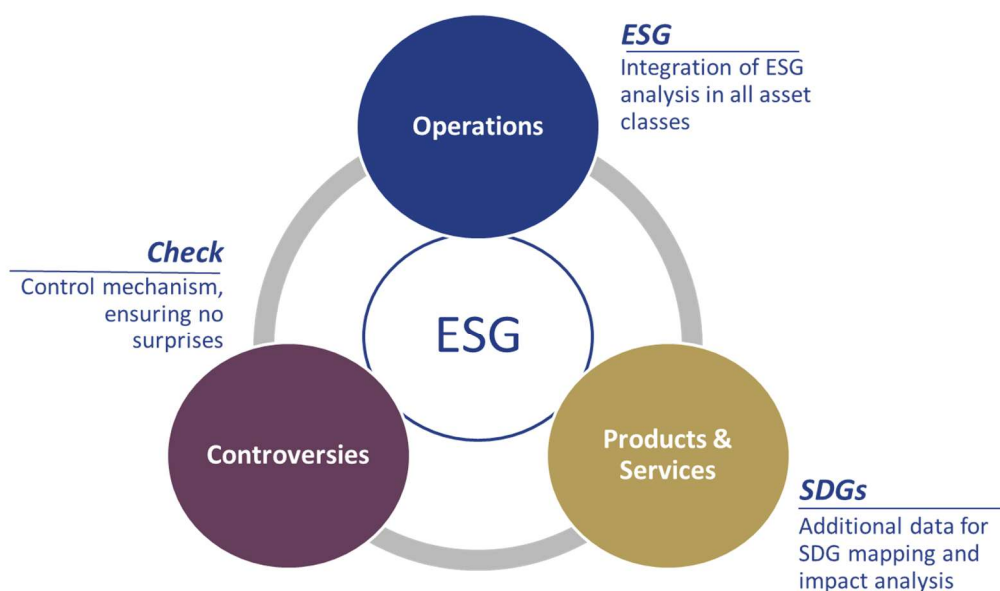 ESG
Integration of ESG
analysis in all asset
classes
Operations
Check
Control mechanism,
ensuring no
surprises
ESG
Controversies
Products &
Services
SDGs
Additional data for
SDG mapping and
impact analysis